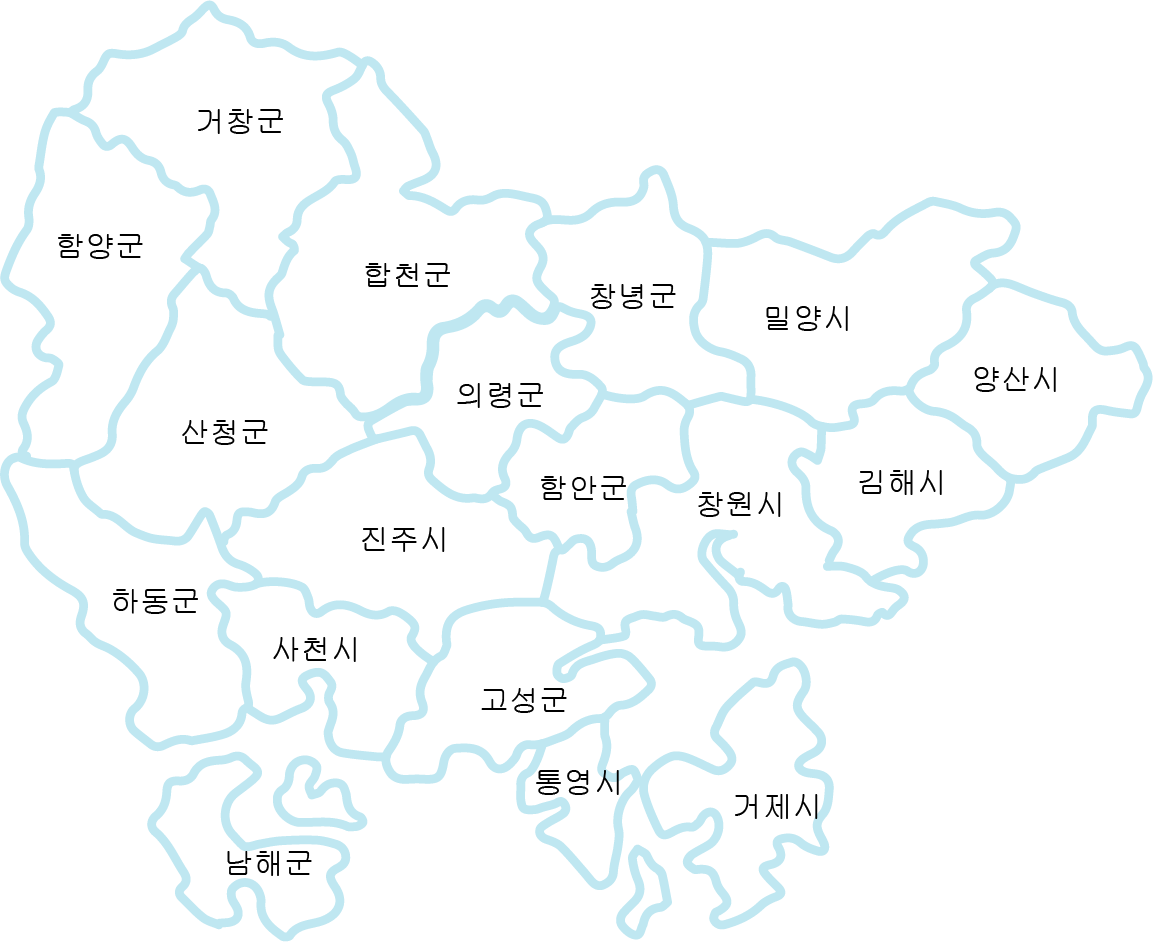 거창군
함양군
합천군
창녕군
밀양시
양산시
의령군
산청군
함안군
김해시
창원시
진주시
하동군
사천시
고성군
통영시
거제시
남해군